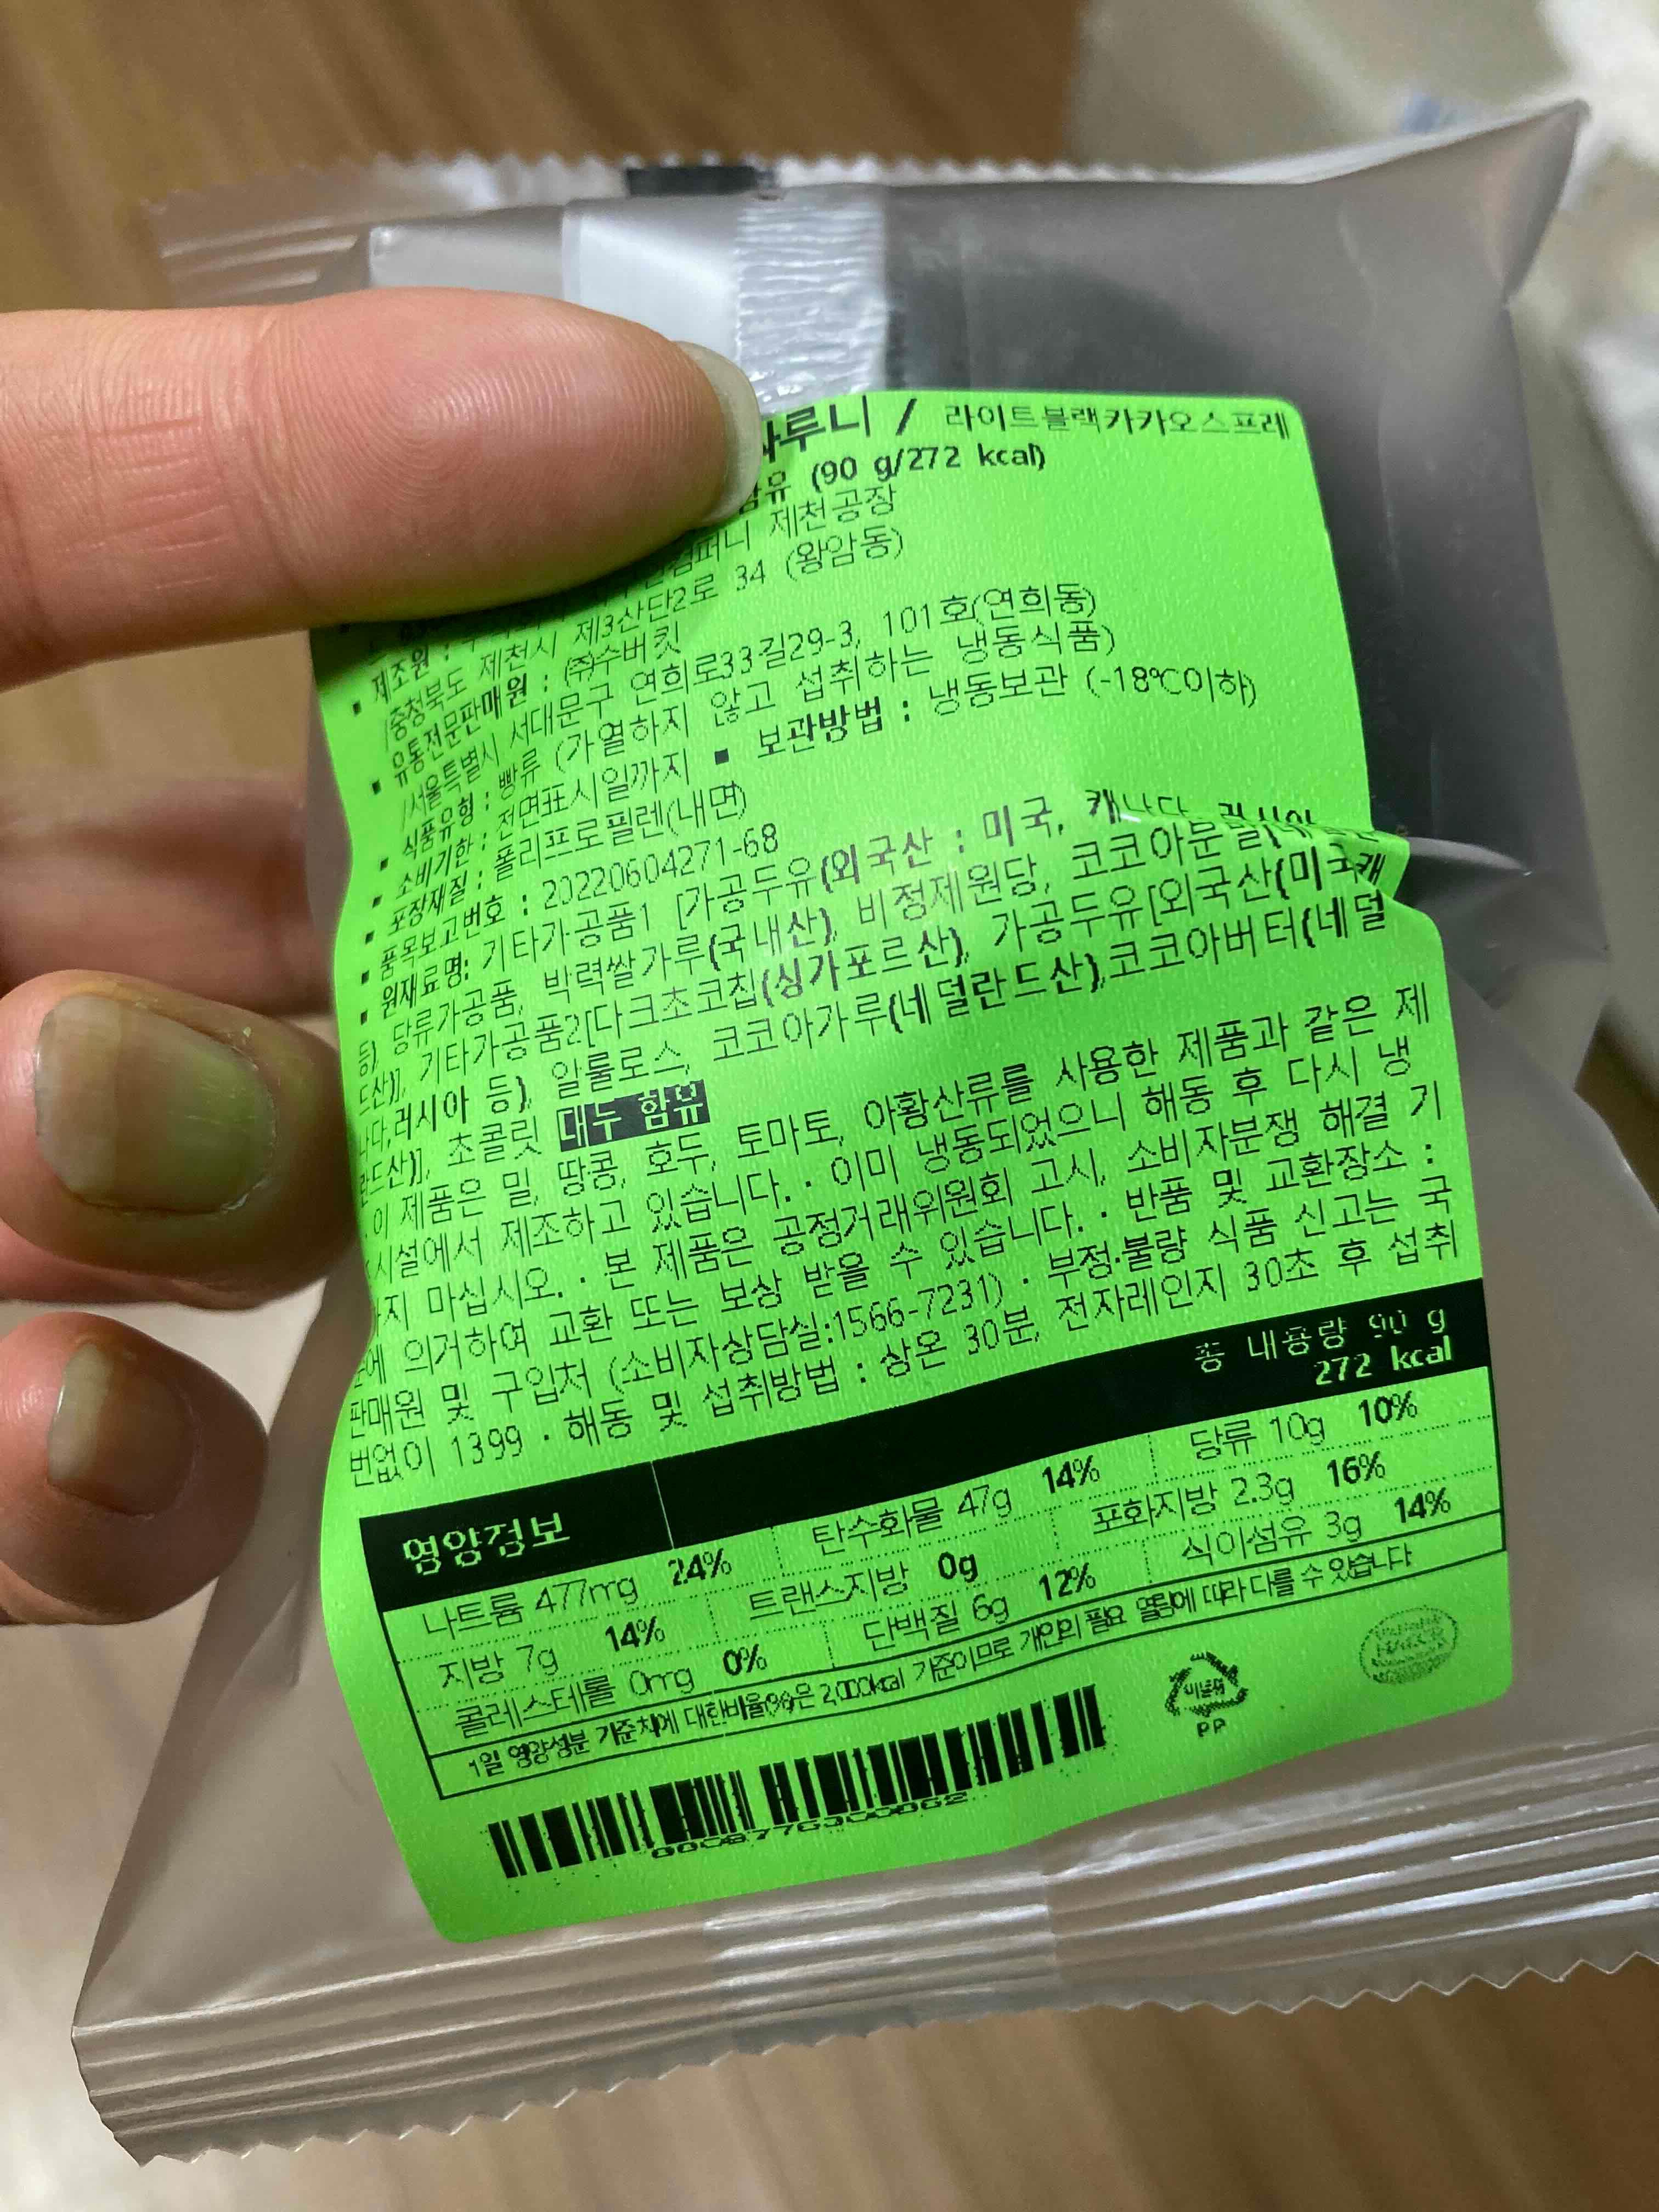 루니 / 라이트블랙카카오스프레
함유 (90 g/272 kcal)
컴퍼니 제천공장
제조원 :
충청북도 제천시 제3산단2로 34 (왕암동)
유통전문판매원 : ㈜수버킷
/서울특별시 서대문구 연희로33길29-3, 101호(연희동)
식품유형 : 빵류 (가열하지 않고 섭취하는 냉동식품)
소비기한 : 전면표시일까지 ▪ 보관방법 : 냉동보관 (-18℃이하)
포장재질 : 폴리프로필렌(내면)
품목보고번호 : 20220604271-68
원재료명: 기타가공품1 [가공두유(외국산 : 미국, 캐나다, 러시아
등), 당류가공품, 박력쌀가루(국내산), 비정제원당, 코코아분말(네덜란
드산)], 기타가공품2[다크초코칩(싱가포르산), 가공두유[외국산(미국,캐
나다,러시아 등), 알룰로스, 코코아가루(네덜란드산),코코아버터(네덜
란드산)], 초콜릿 대두 함유
· 이 제품은 밀, 땅콩, 호두, 토마토, 아황산류를 사용한 제품과 같은 제
시설에서 제조하고 있습니다. · 이미 냉동되었으니 해동 후 다시 냉
지 마십시오. · 본 제품은 공정거래위원회 고시, 소비자분쟁 해결 기
에 의거하여 교환 또는 보상 받을 수 있습니다. · 반품 및 교환장소 :
판매원 및 구입처 (소비자상담실:1566-7231) · 부정·불량 식품 신고는 국
번없이 1399 · 해동 및 섭취방법 : 상온 30분, 전자레인지 30초 후 섭취
영양정보 총 내용량 90 g
272 kcal
나트륨 477mg 24% 탄수화물 47g 14% 당류 10g 10%
지방 7g 14% 트랜스지방 0g 포화지방 2.3g 16%
콜레스테롤 0mg 0% 단백질 6g 12% 식이섬유 3g 14%
1일 영양성분 기준치에 대한비율(%)은 2,000kcal 기준이므로 개인의 필요 열량에 따라 다를 수 있습니다
비닐류
PP